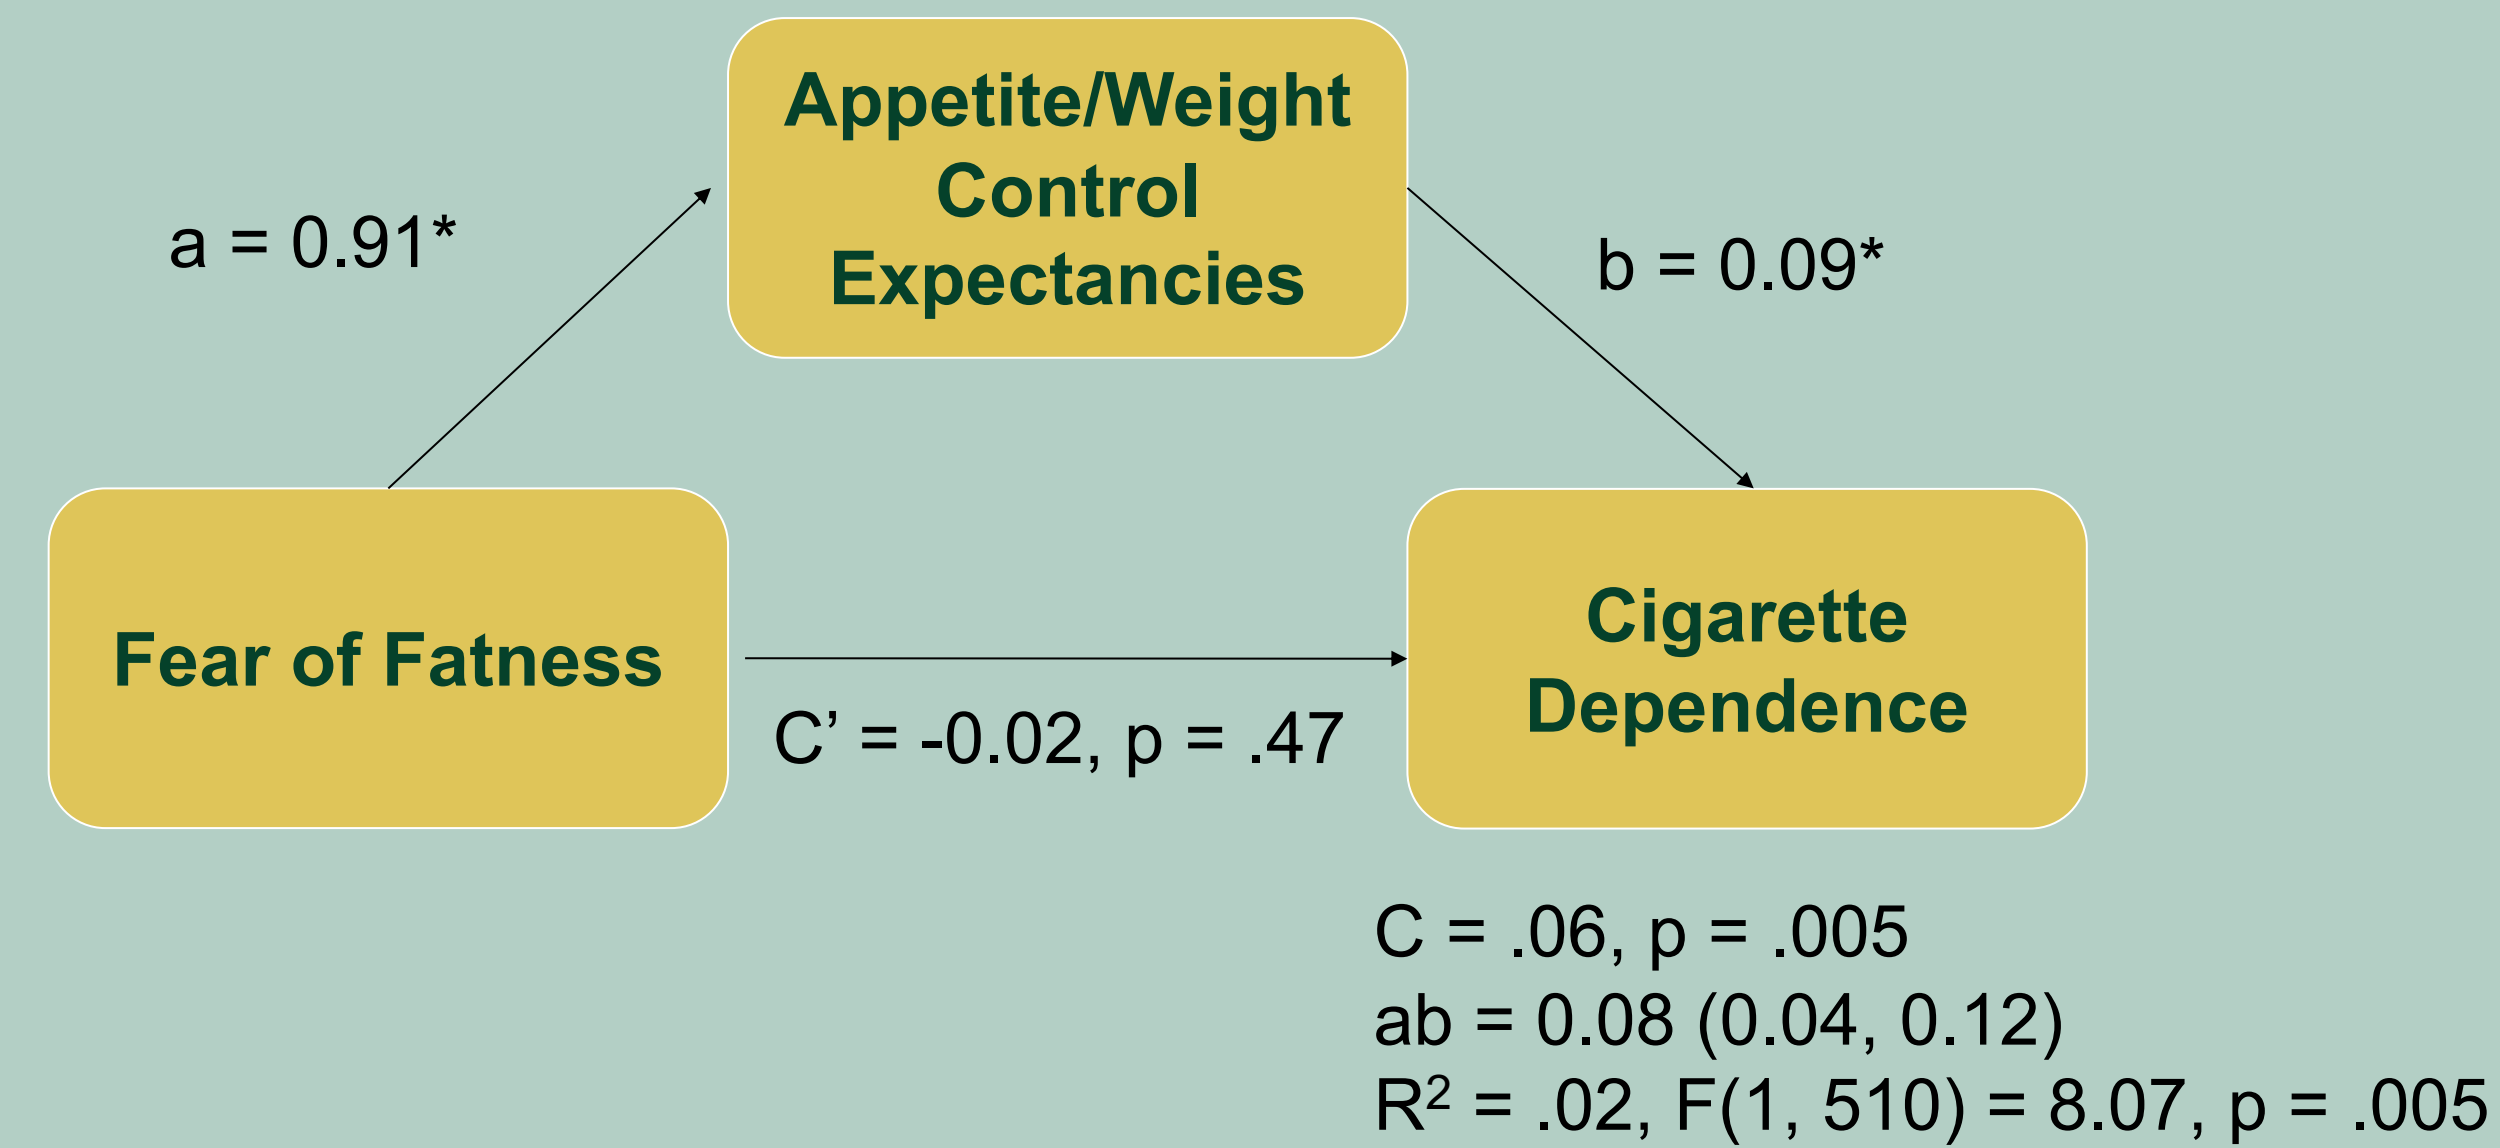 Appetite/Weight
Control
Expectancies
a = 0.91*
b = 0.09*
Fear of Fatness
Cigarette
Dependence
C’ = -0.02, p = .47
C = .06, p = .005
ab = 0.08 (0.04, 0.12)
R² = .02, F(1, 510) = 8.07, p = .005